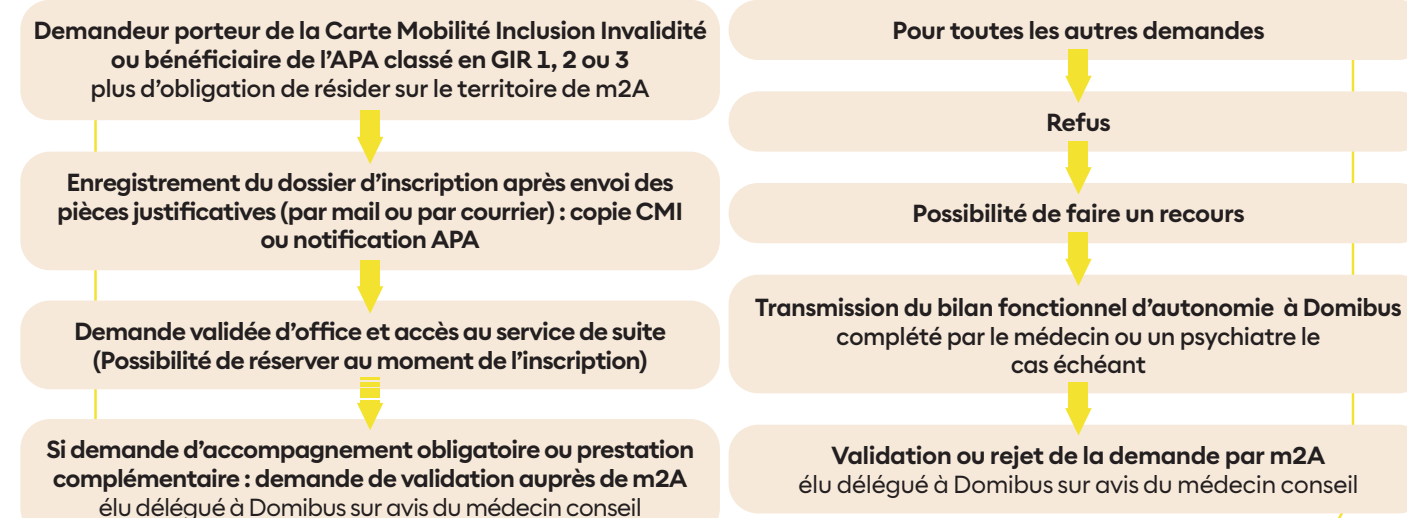 Demandeur porteur de la Carte Mobilité Inclusion Invalidité
ou bénéficiaire de l'APA classé en GIR 1, 2 ou 3
plus d'obligation de résider sur le territoire de m2A
Enregistrement du dossier d'inscription après envoi des
pièces justificatives (par mail ou par courrier) : copie CMI
ou notification APA
Demande validée d'office et accès au service de suite
(Possibilité de réserver au moment de l'inscription)
Si demande d'accompagnement obligatoire ou prestation
complémentaire : demande de validation auprès de m2A
élu délégué à Domibus sur avis du médecin conseil
Pour toutes les autres demandes
Refus
Possibilité de faire un recours
Transmission du bilan fonctionnel d'autonomie à Domibus
complété par le médecin ou un psychiatre le
cas échéant
Validation ou rejet de la demande par m2A
élu délégué à Domibus sur avis du médecin conseil